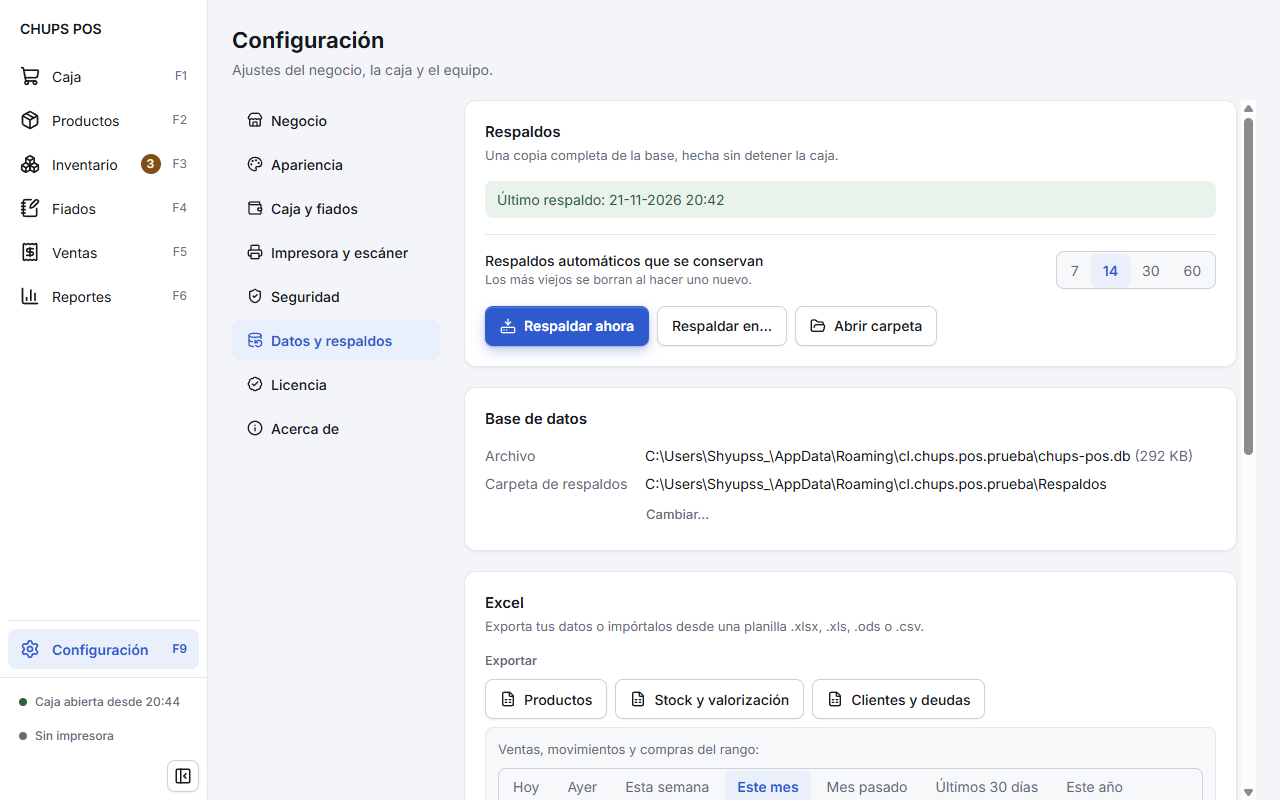 CHUPS POS
Caja F1
Productos F2
Inventario 3 F3
Fiados F4
Ventas F5
Reportes F6
Configuración F9
Caja abierta desde 20:44
Sin impresora
Configuración
Ajustes del negocio, la caja y el equipo.
Negocio
Apariencia
Caja y fiados
Impresora y escáner
Seguridad
Datos y respaldos
Licencia
Acerca de
Respaldos
Una copia completa de la base, hecha sin detener la caja.
Último respaldo: 21-11-2026 20:42
Respaldos automáticos que se conservan
Los más viejos se borran al hacer uno nuevo.
7 14 30 60
Respaldar ahora Respaldar en... Abrir carpeta
Base de datos
Archivo C:\Users\Shyupss_\AppData\Roaming\cl.chups.pos.prueba\chups-pos.db (292 KB)
Carpeta de respaldos C:\Users\Shyupss_\AppData\Roaming\cl.chups.pos.prueba\Respaldos
Cambiar...
Excel
Exporta tus datos o impórtalos desde una planilla .xlsx, .xls, .ods o .csv.
Exportar
Productos Stock y valorización Clientes y deudas
Ventas, movimientos y compras del rango:
Hoy Ayer Esta semana Este mes Mes pasado Últimos 30 días Este año